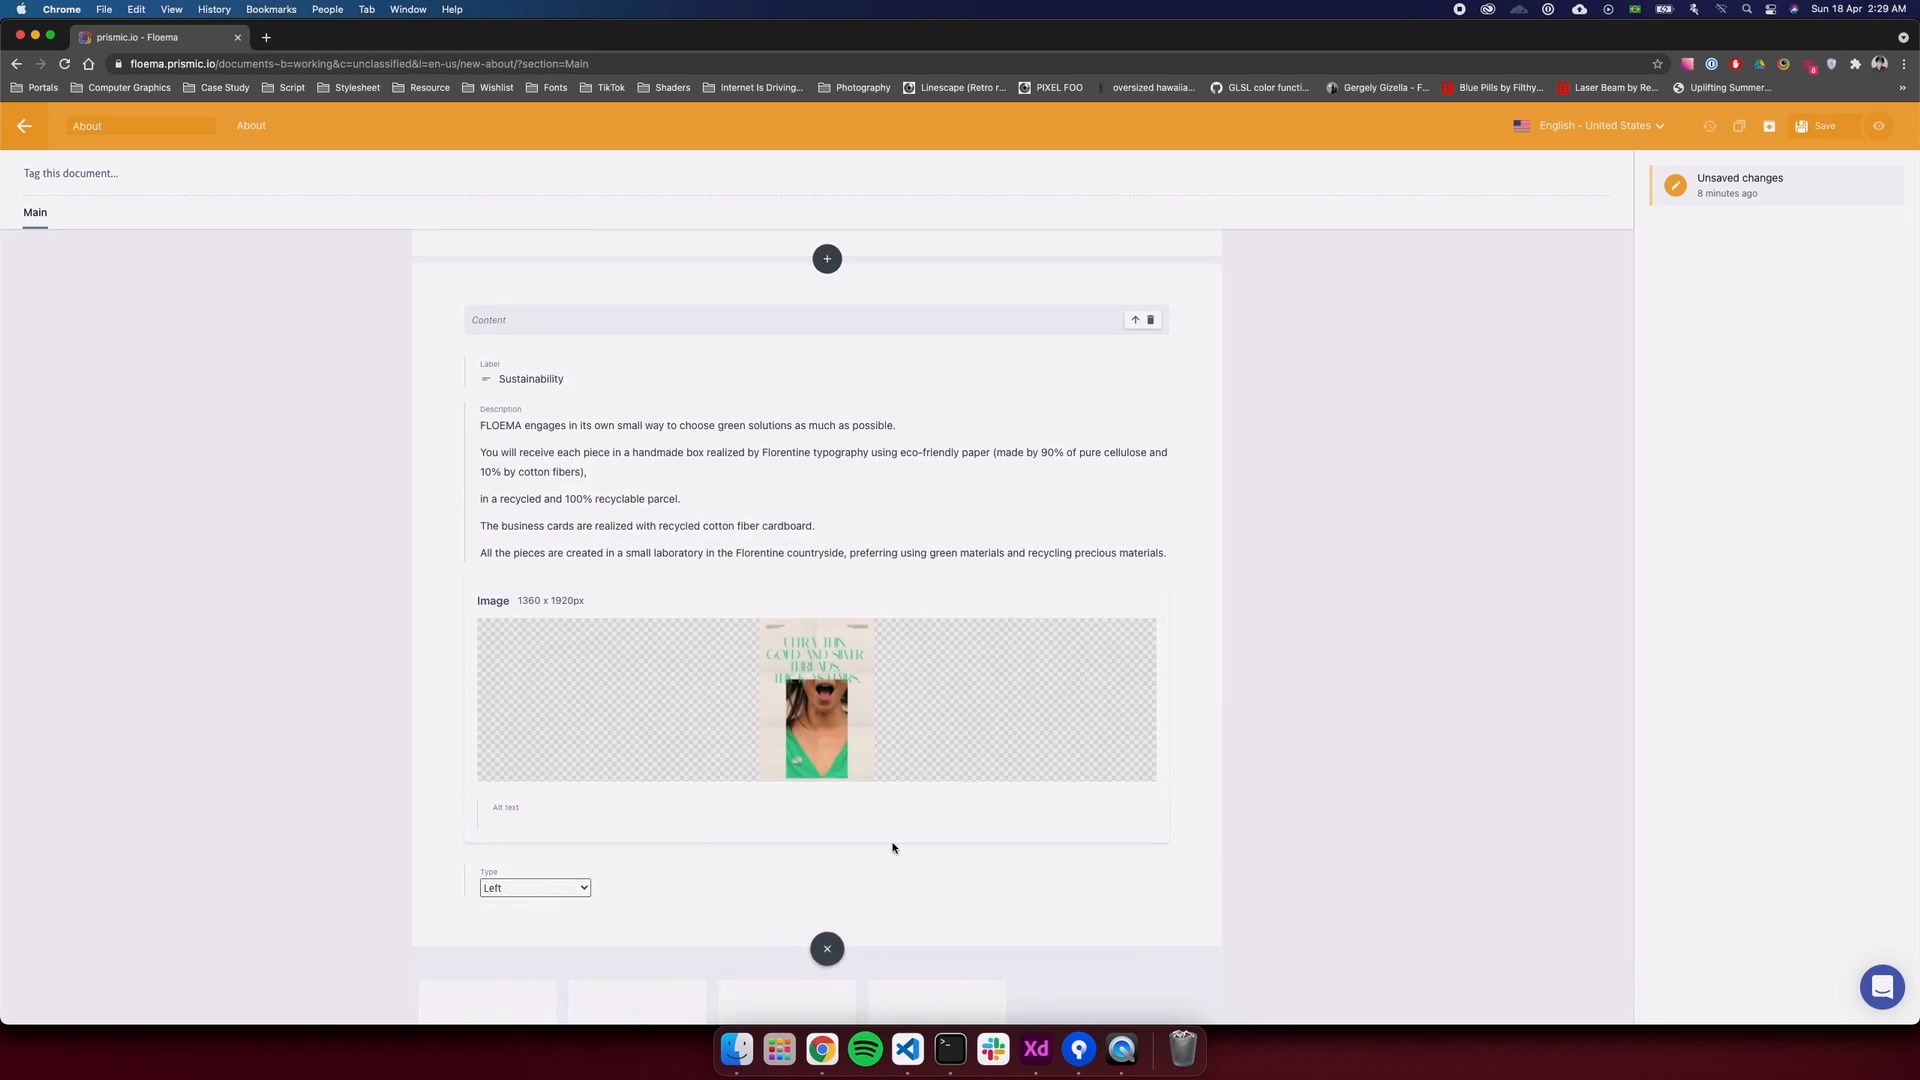 Chrome File Edit View History Bookmarks People Tab Window Help
Sun 18 Apr 2:29 AM
prismic.io - Floema
floema.prismic.io/documents~b=working&c=unclassified&l=en-us/new-about/?section=Main
Portals Computer Graphics Case Study Script Stylesheet Resource Wishlist Fonts TikTok Shaders Internet Is Driving... Photography Linescape (Retro r... PIXEL FOO oversized hawaiia... GLSL color functi... Gergely Gizella - F... Blue Pills by Filthy... Laser Beam by Re... Uplifting Summer... »
About
About
English - United States
Save
Tag this document...
Unsaved changes
8 minutes ago
Main
Content
Label
Sustainability
Description
FLOEMA engages in its own small way to choose green solutions as much as possible.
You will receive each piece in a handmade box realized by Florentine typography using eco-friendly paper (made by 90% of pure cellulose and
10% by cotton fibers),
in a recycled and 100% recyclable parcel.
The business cards are realized with recycled cotton fiber cardboard.
All the pieces are created in a small laboratory in the Florentine countryside, preferring using green materials and recycling precious materials.
Image 1360 x 1920px
ULTRA THIN
GOLD AND SILVER
THREADS,
Alt text
Type
Left
Xd